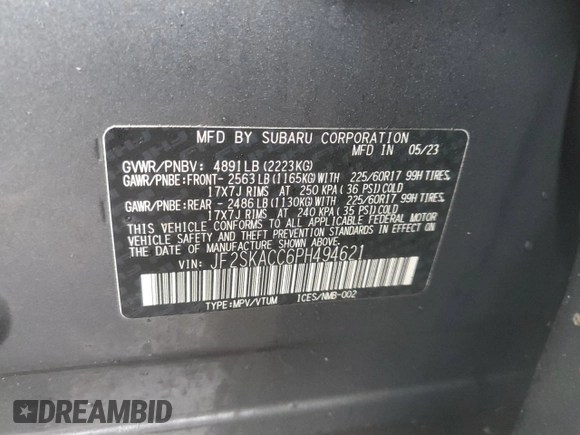 MFD BY SUBARU CORPORATION
MFD IN 05/23
GVWR/PNBV: 4891LB(2223KG)
GAWR/PNBE:FRONT- 2563LB(1165KG) WITH 225/60R17 99H TIRES,
17X7J RIMS AT 250 KPA(36 PSI)COLD
GAWR/PNBE:REAR -2486LB(1130KG) WITH 225/60R17 99H TIRES,
17X7J RIMS AT 240 KPA(35 PSI)COLD
THIS VEHICLE CONFORMS TO ALL APPLICABLE FEDERAL MOTOR
VEHICLE SAFETY, BUMPER, AND THEFT PREVENTION STANDARDS IN EFFECT ON
THE DATE OF MANUFACTURE SHOWN ABOVE.
VIN: JF2SKACC6PH494621
TYPE:MPV/VTUM ICES/NMB-002
DREAMBID